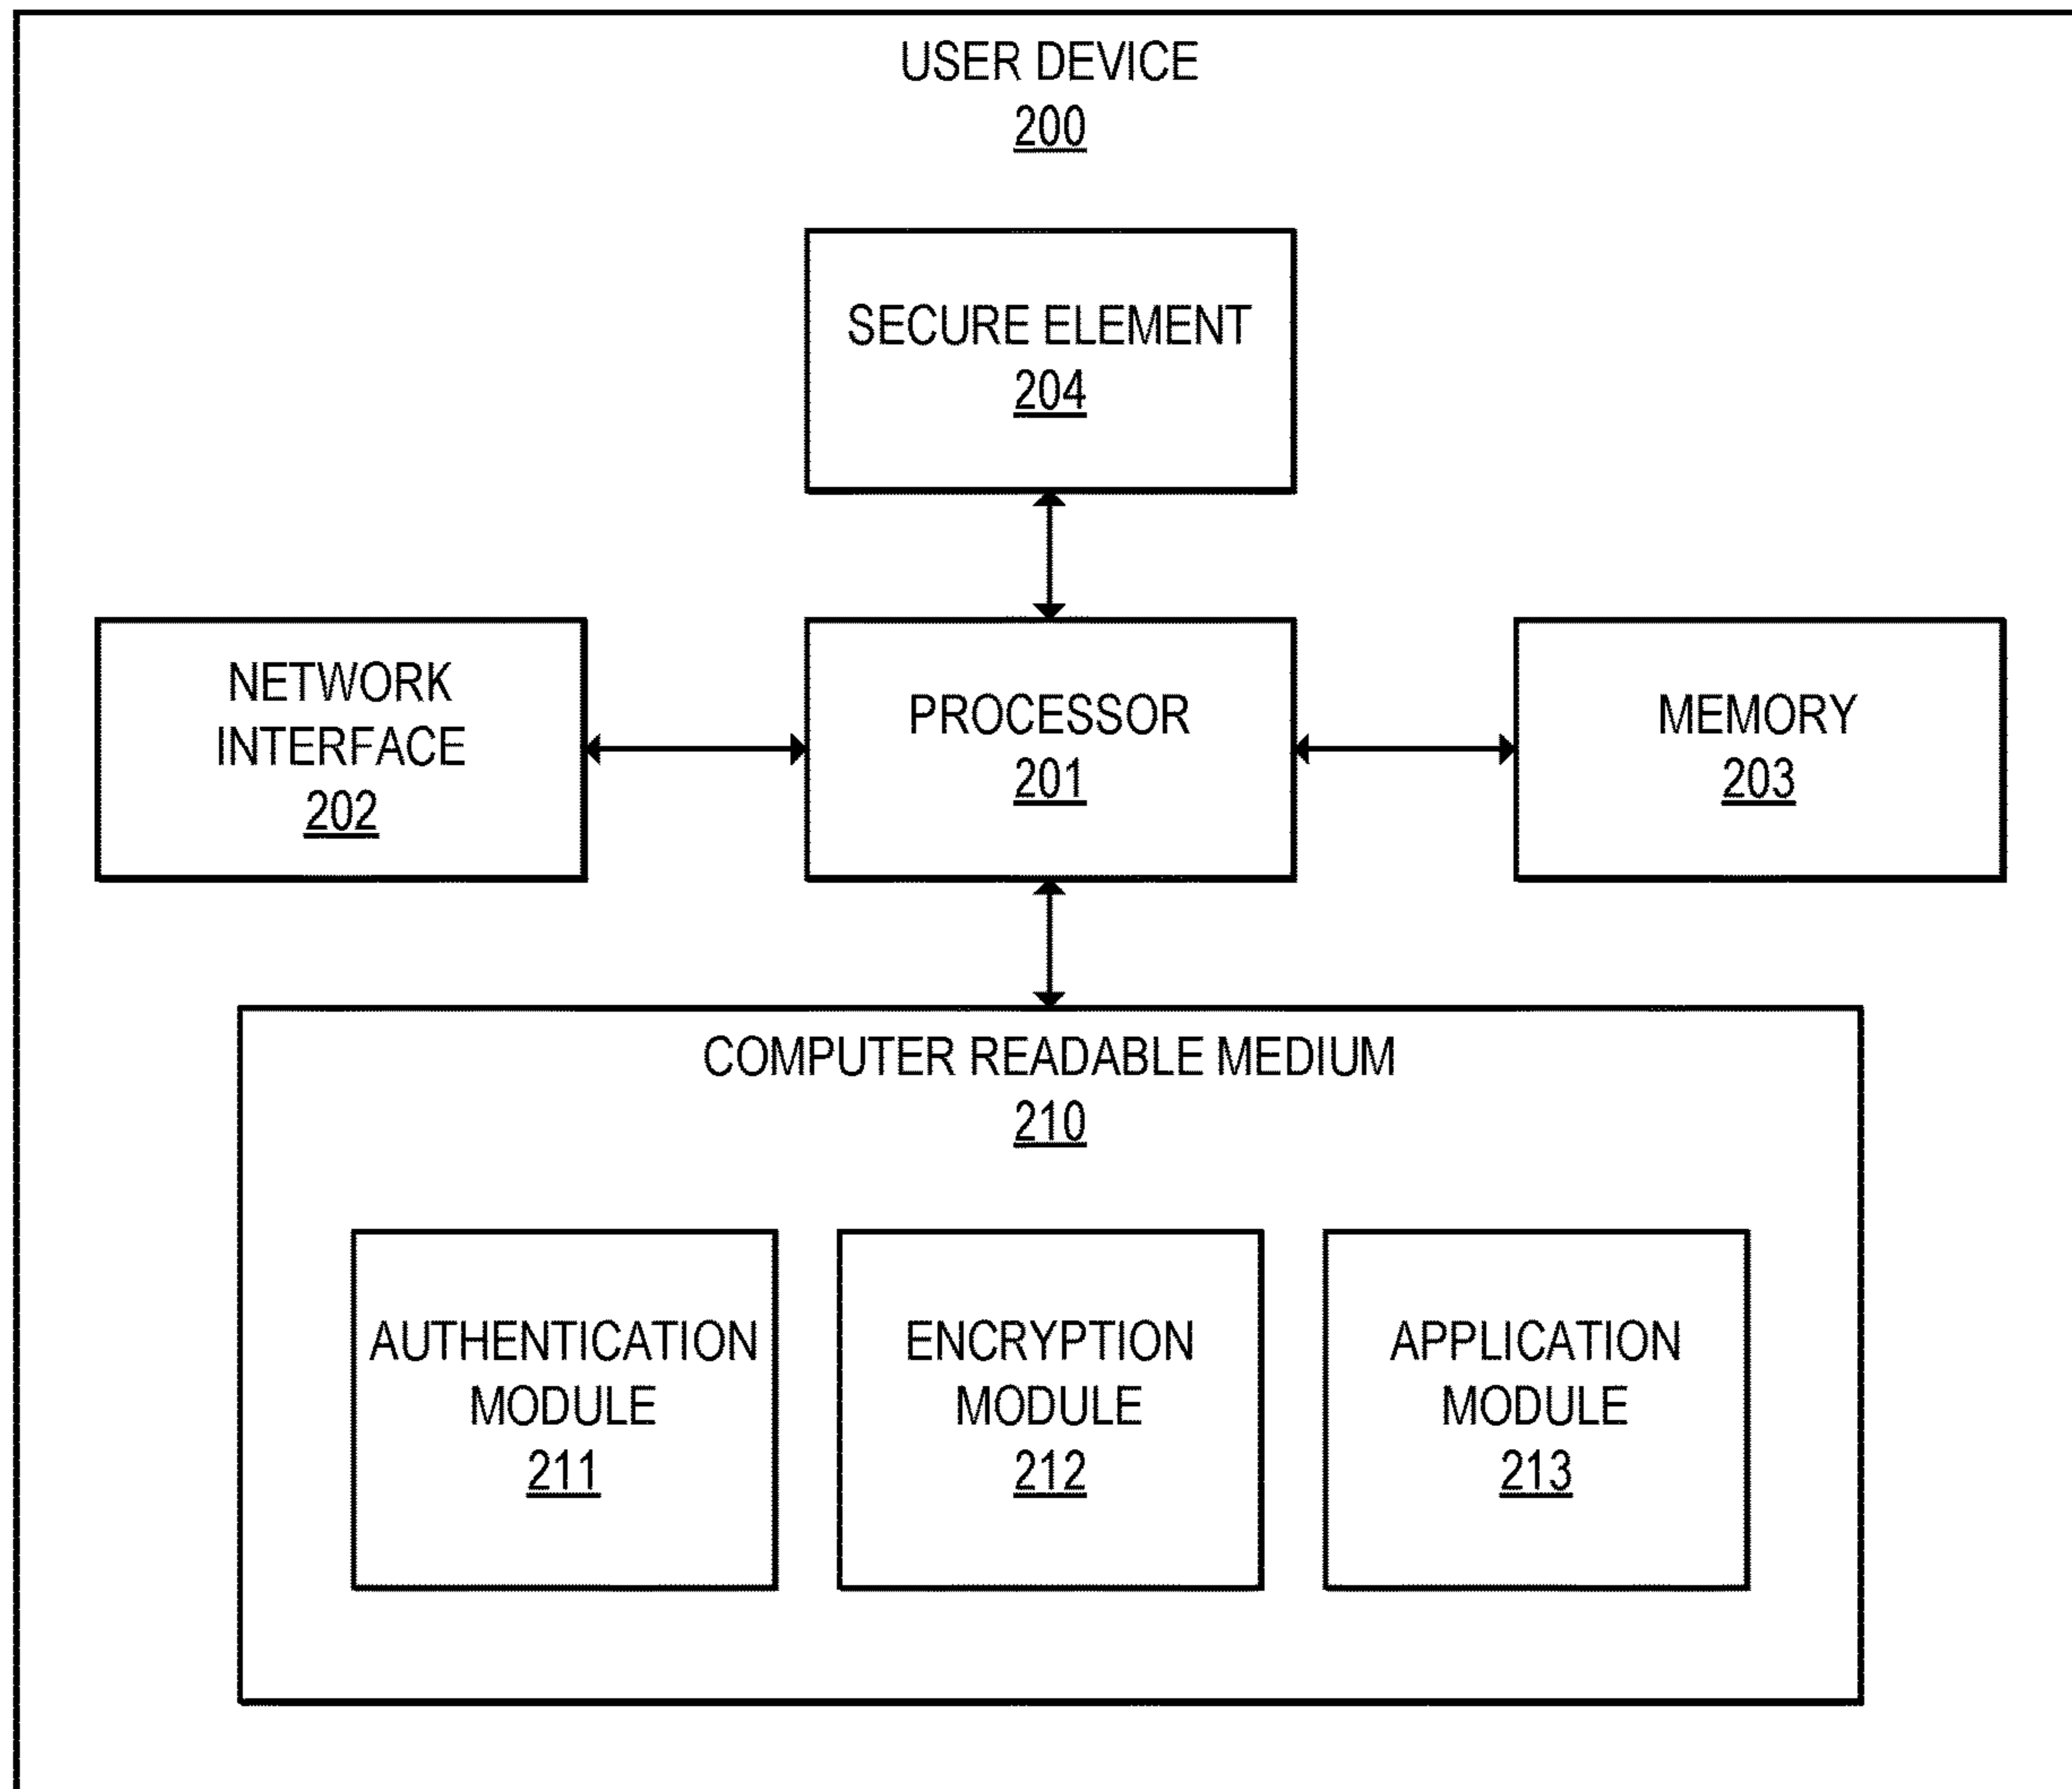 USER DEVICE
200
SECURE ELEMENT
204
NETWORK
INTERFACE
202
PROCESSOR
201
MEMORY
203
COMPUTER READABLE MEDIUM
210
AUTHENTICATION
MODULE
211
ENCRYPTION
MODULE
212
APPLICATION
MODULE
213